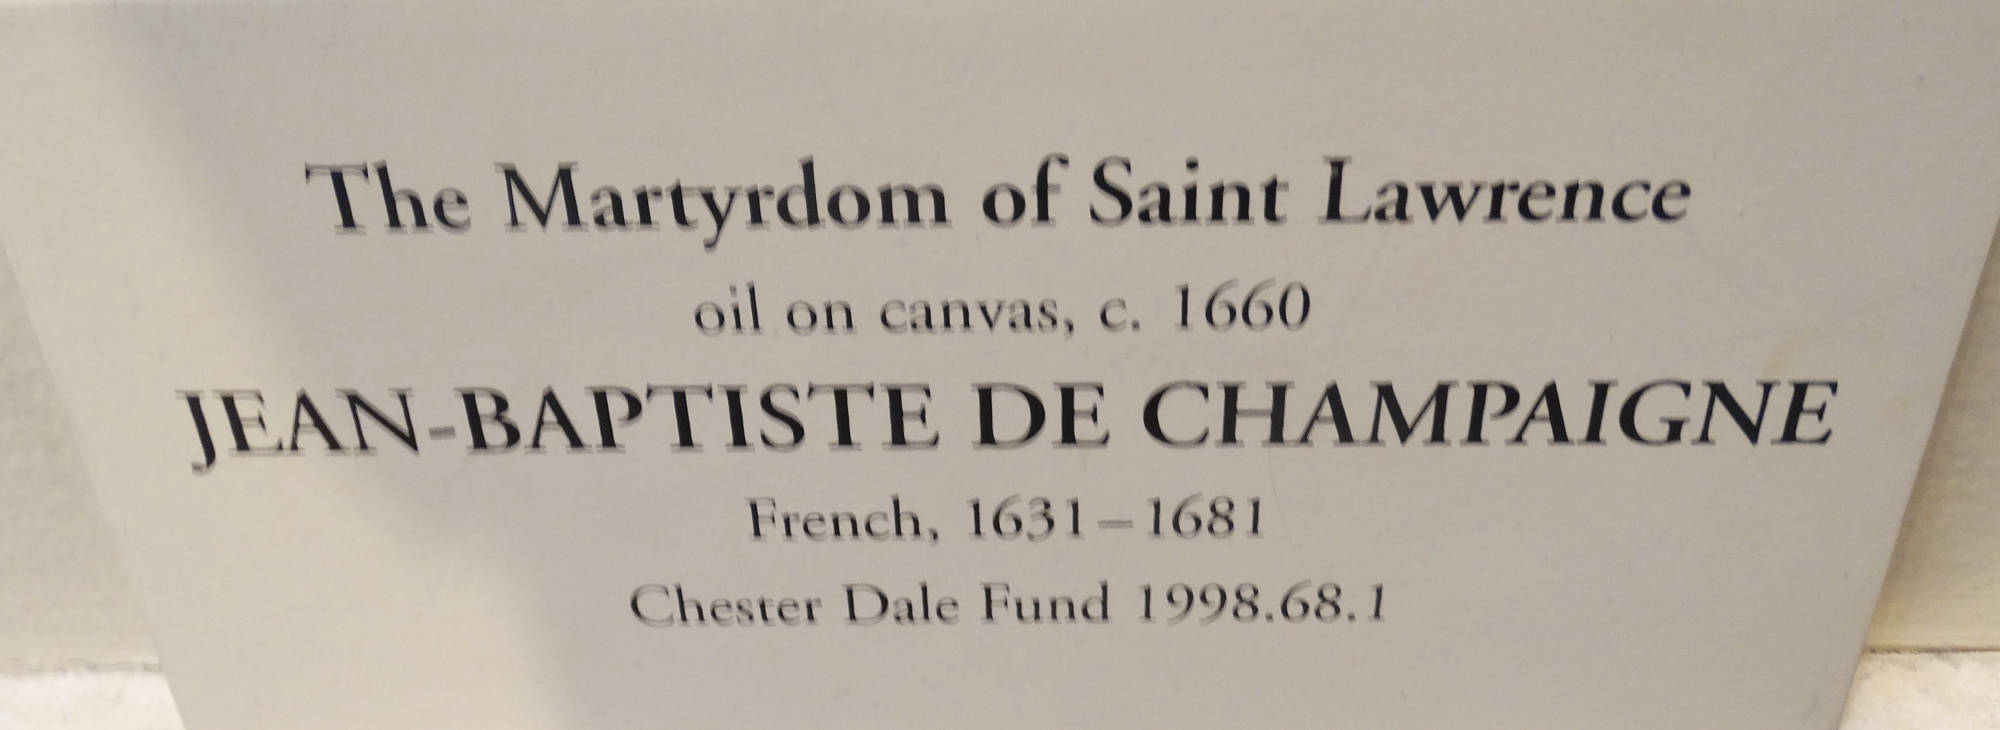 The Martyrdom of Saint Lawrence
oil on canvas, c. 1660
JEAN-BAPTISTE DE CHAMPAIGNE
French, 1631–1681
Chester Dale Fund 1998.68.1